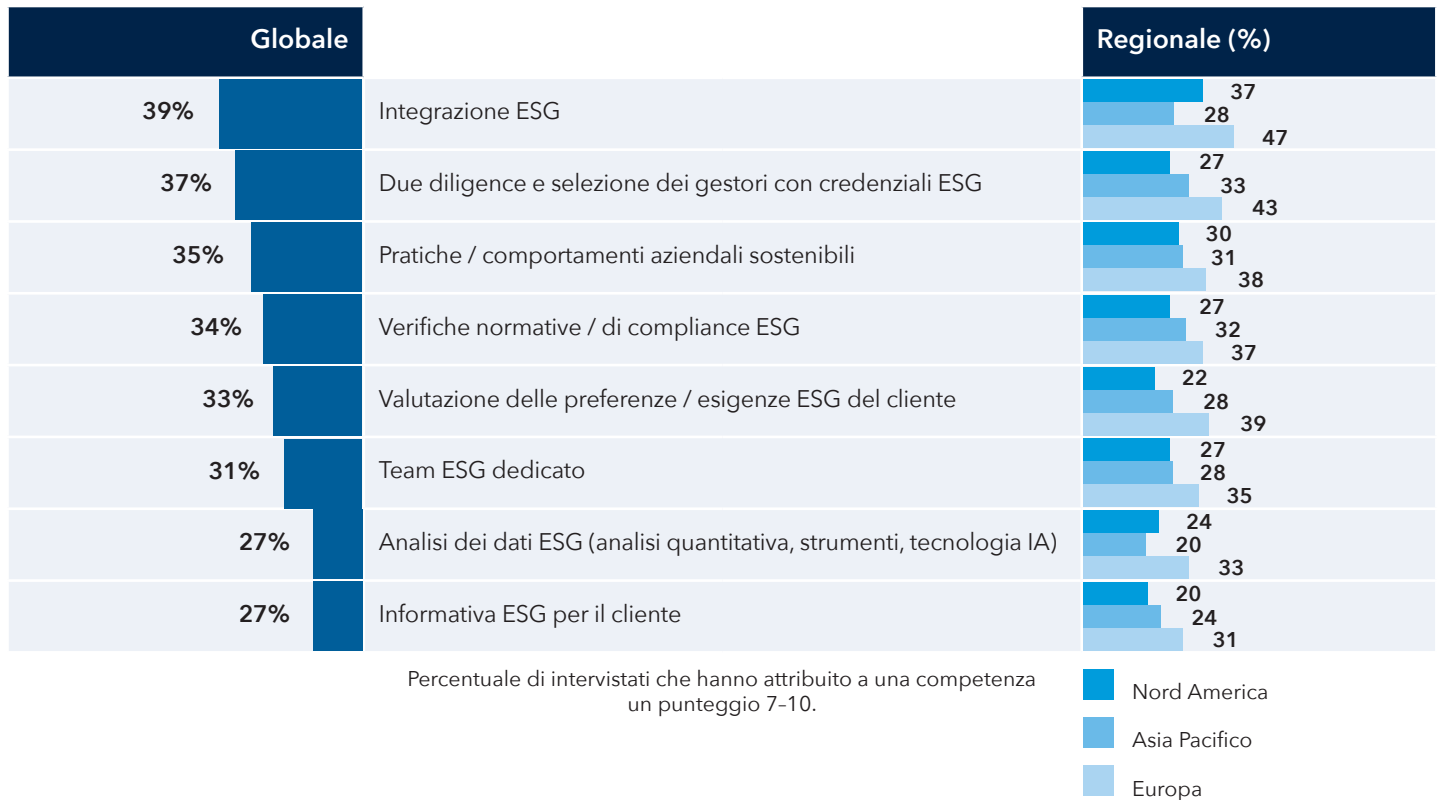 Globale
Regionale (%)
39%
Integrazione ESG
37
28
47
37%
Due diligence e selezione dei gestori con credenziali ESG
27
33
43
35%
Pratiche / comportamenti aziendali sostenibili
30
31
38
34%
Verifiche normative / di compliance ESG
27
32
37
33%
Valutazione delle preferenze / esigenze ESG del cliente
22
28
39
31%
Team ESG dedicato
27
28
35
27%
Analisi dei dati ESG (analisi quantitativa, strumenti, tecnologia IA)
24
20
33
27%
Informativa ESG per il cliente
20
24
31
Percentuale di intervistati che hanno attribuito a una competenza
un punteggio 7–10.
Nord America
Asia Pacifico
Europa